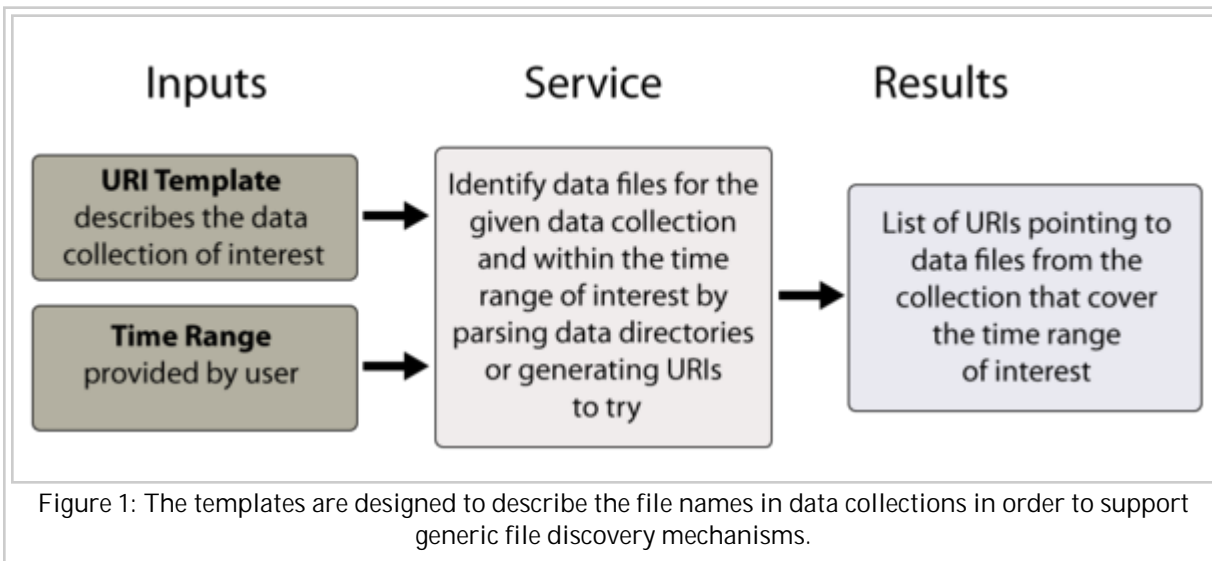 Inputs
Service
Results
URI Template
describes the data
collection of interest
Time Range
provided by user
Identify data files for the
given data collection
and within the time
range of interest by
parsing data directories
or generating URIs
to try
List of URIs pointing to
data files from the
collection that cover
the time range
of interest
Figure 1: The templates are designed to describe the file names in data collections in order to support
generic file discovery mechanisms.